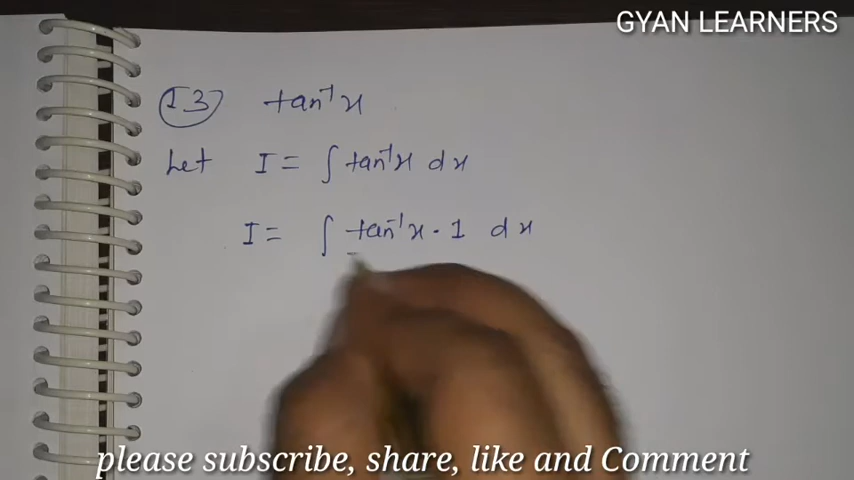 GYAN LEARNERS
13 tan⁻¹x
Let I = ∫ tan⁻¹x dx
I = ∫ tan⁻¹x · 1 dx
please subscribe, share, like and Comment